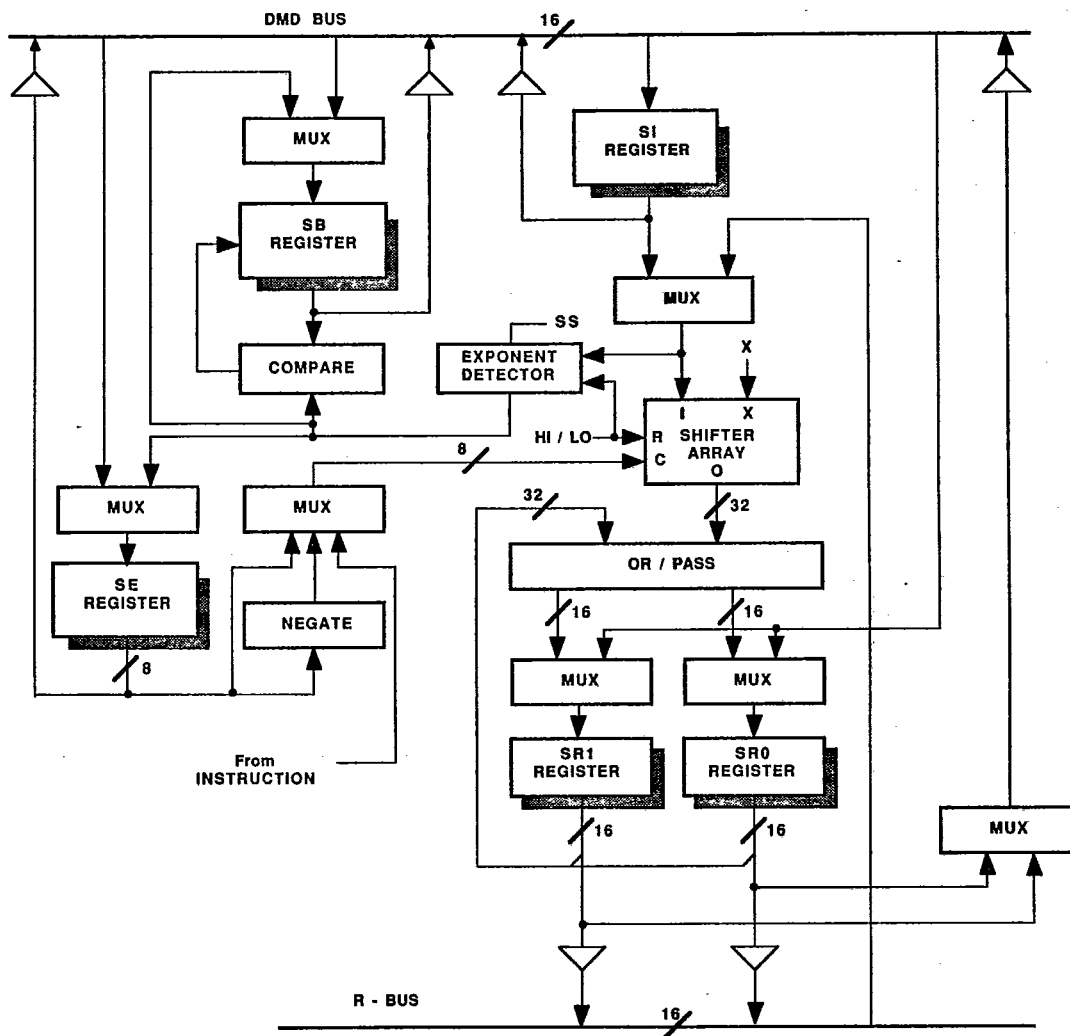 DMD BUS
16
MUX
SI
REGISTER
SB
REGISTER
MUX
SS
COMPARE
EXPONENT
DETECTOR
X
I X
HI / LO
R SHIFTER
ARRAY
C
O
8
MUX
MUX
32
32
OR / PASS
SE
REGISTER
NEGATE
16
16
8
MUX
MUX
From
INSTRUCTION
SR1
REGISTER
SR0
REGISTER
16
16
MUX
R - BUS
16